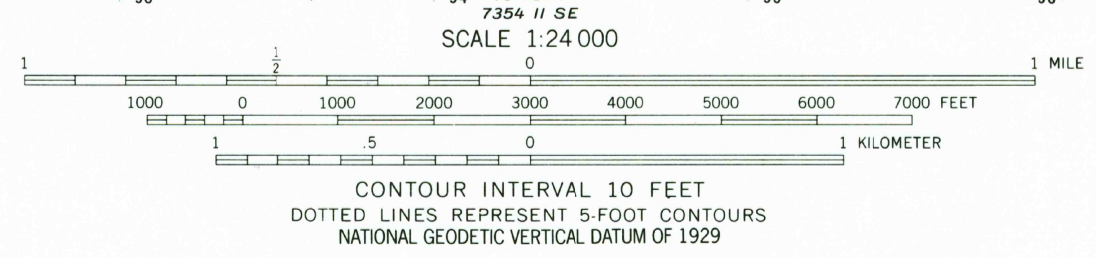 7354 II SE
SCALE 1:24 000
1 1/2 0 1 MILE
1000 0 1000 2000 3000 4000 5000 6000 7000 FEET
1 .5 0 1 KILOMETER
CONTOUR INTERVAL 10 FEET
DOTTED LINES REPRESENT 5-FOOT CONTOURS
NATIONAL GEODETIC VERTICAL DATUM OF 1929